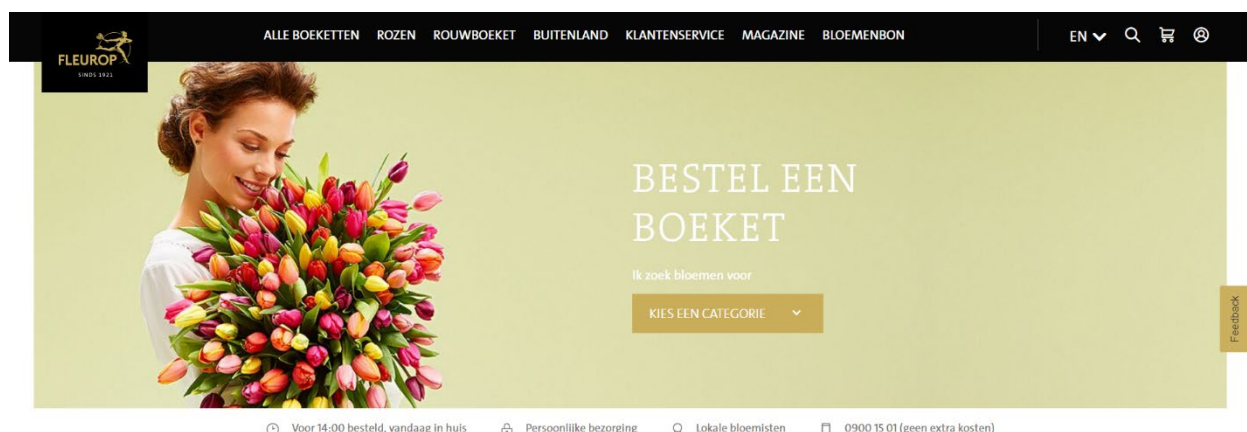 FLEUROP
SINDS 1921
ALLE BOEKETTEN ROZEN ROUWBOEKET BUITENLAND KLANTENSERVICE MAGAZINE BLOEMENBON
EN
BESTEL EEN
BOEKET
Ik zoek bloemen voor
KIES EEN CATEGORIE
Feedback
Voor 14:00 besteld, vandaag in huis Persoonlijke bezorging Lokale bloemisten 0900 15 01 (geen extra kosten)